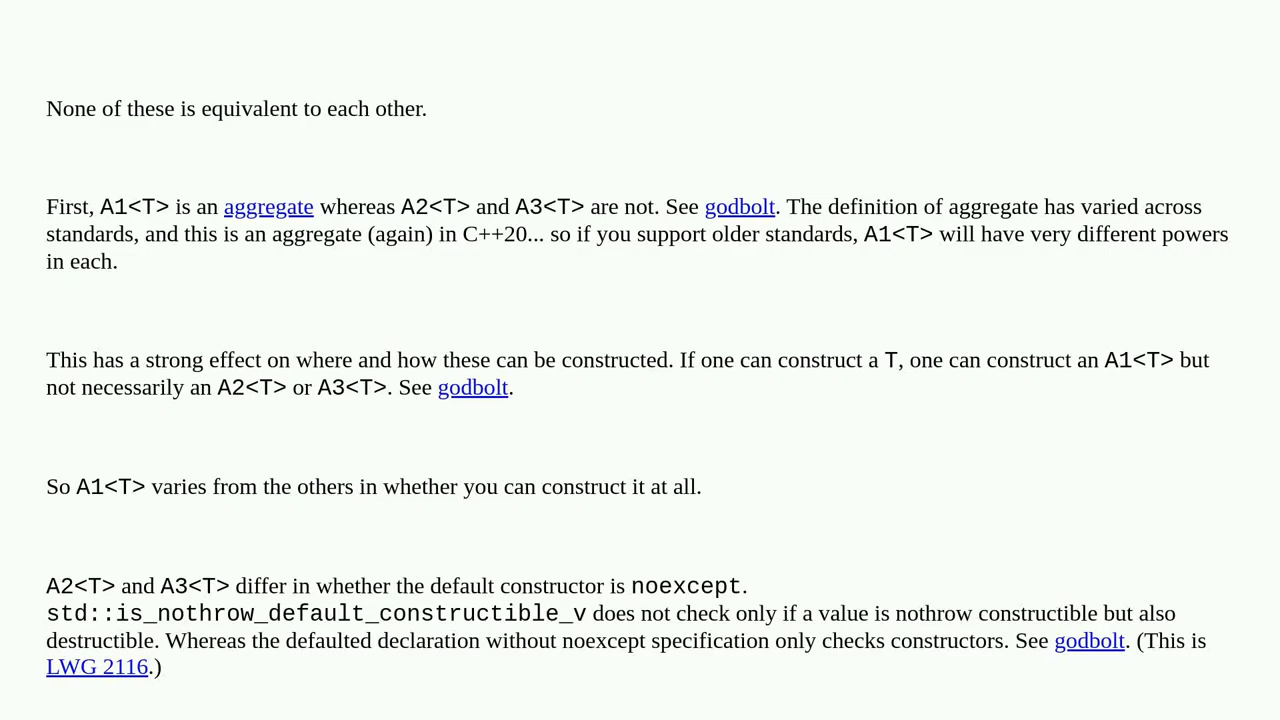 None of these is equivalent to each other.
First, A1<T> is an aggregate whereas A2<T> and A3<T> are not. See godbolt. The definition of aggregate has varied across
standards, and this is an aggregate (again) in C++20... so if you support older standards, A1<T> will have very different powers
in each.
This has a strong effect on where and how these can be constructed. If one can construct a T, one can construct an A1<T> but
not necessarily an A2<T> or A3<T>. See godbolt.
So A1<T> varies from the others in whether you can construct it at all.
A2<T> and A3<T> differ in whether the default constructor is noexcept.
std::is_nothrow_default_constructible_v does not check only if a value is nothrow constructible but also
destructible. Whereas the defaulted declaration without noexcept specification only checks constructors. See godbolt. (This is
LWG 2116.)